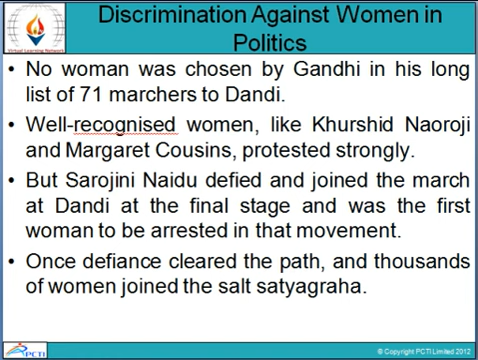 Discrimination Against Women in
Politics
Virtual Learning Network
• No woman was chosen by Gandhi in his long
list of 71 marchers to Dandi.
• Well-recognised women, like Khurshid Naoroji
and Margaret Cousins, protested strongly.
• But Sarojini Naidu defied and joined the march
at Dandi at the final stage and was the first
woman to be arrested in that movement.
• Once defiance cleared the path, and thousands
of women joined the salt satyagraha.
PCTI
© Copyright PCTI Limited 2012